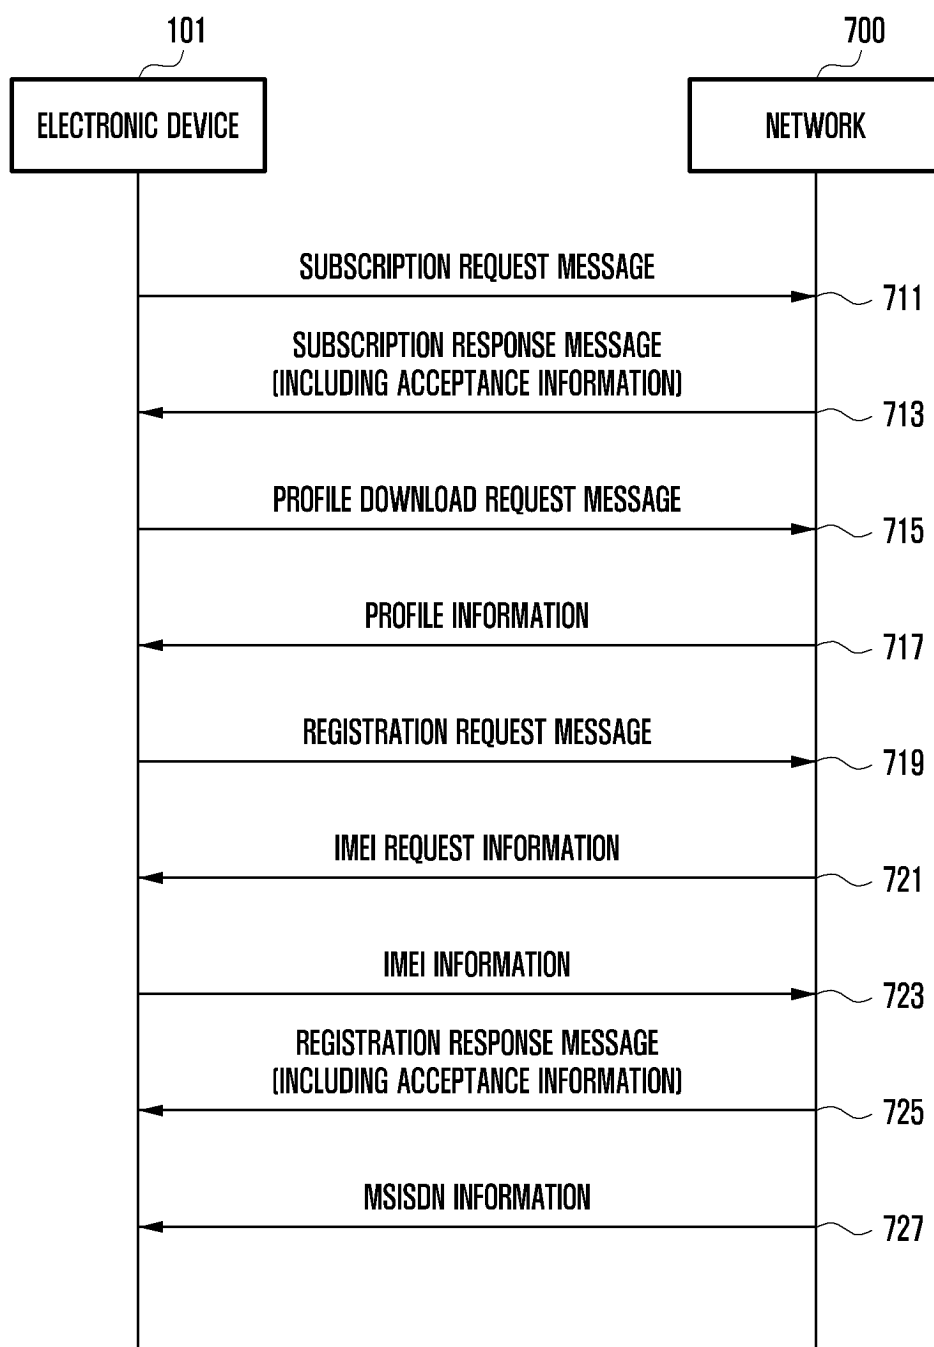 101
700
ELECTRONIC DEVICE
NETWORK
SUBSCRIPTION REQUEST MESSAGE
711
SUBSCRIPTION RESPONSE MESSAGE
(INCLUDING ACCEPTANCE INFORMATION)
713
PROFILE DOWNLOAD REQUEST MESSAGE
715
PROFILE INFORMATION
717
REGISTRATION REQUEST MESSAGE
719
IMEI REQUEST INFORMATION
721
IMEI INFORMATION
723
REGISTRATION RESPONSE MESSAGE
(INCLUDING ACCEPTANCE INFORMATION)
725
MSISDN INFORMATION
727